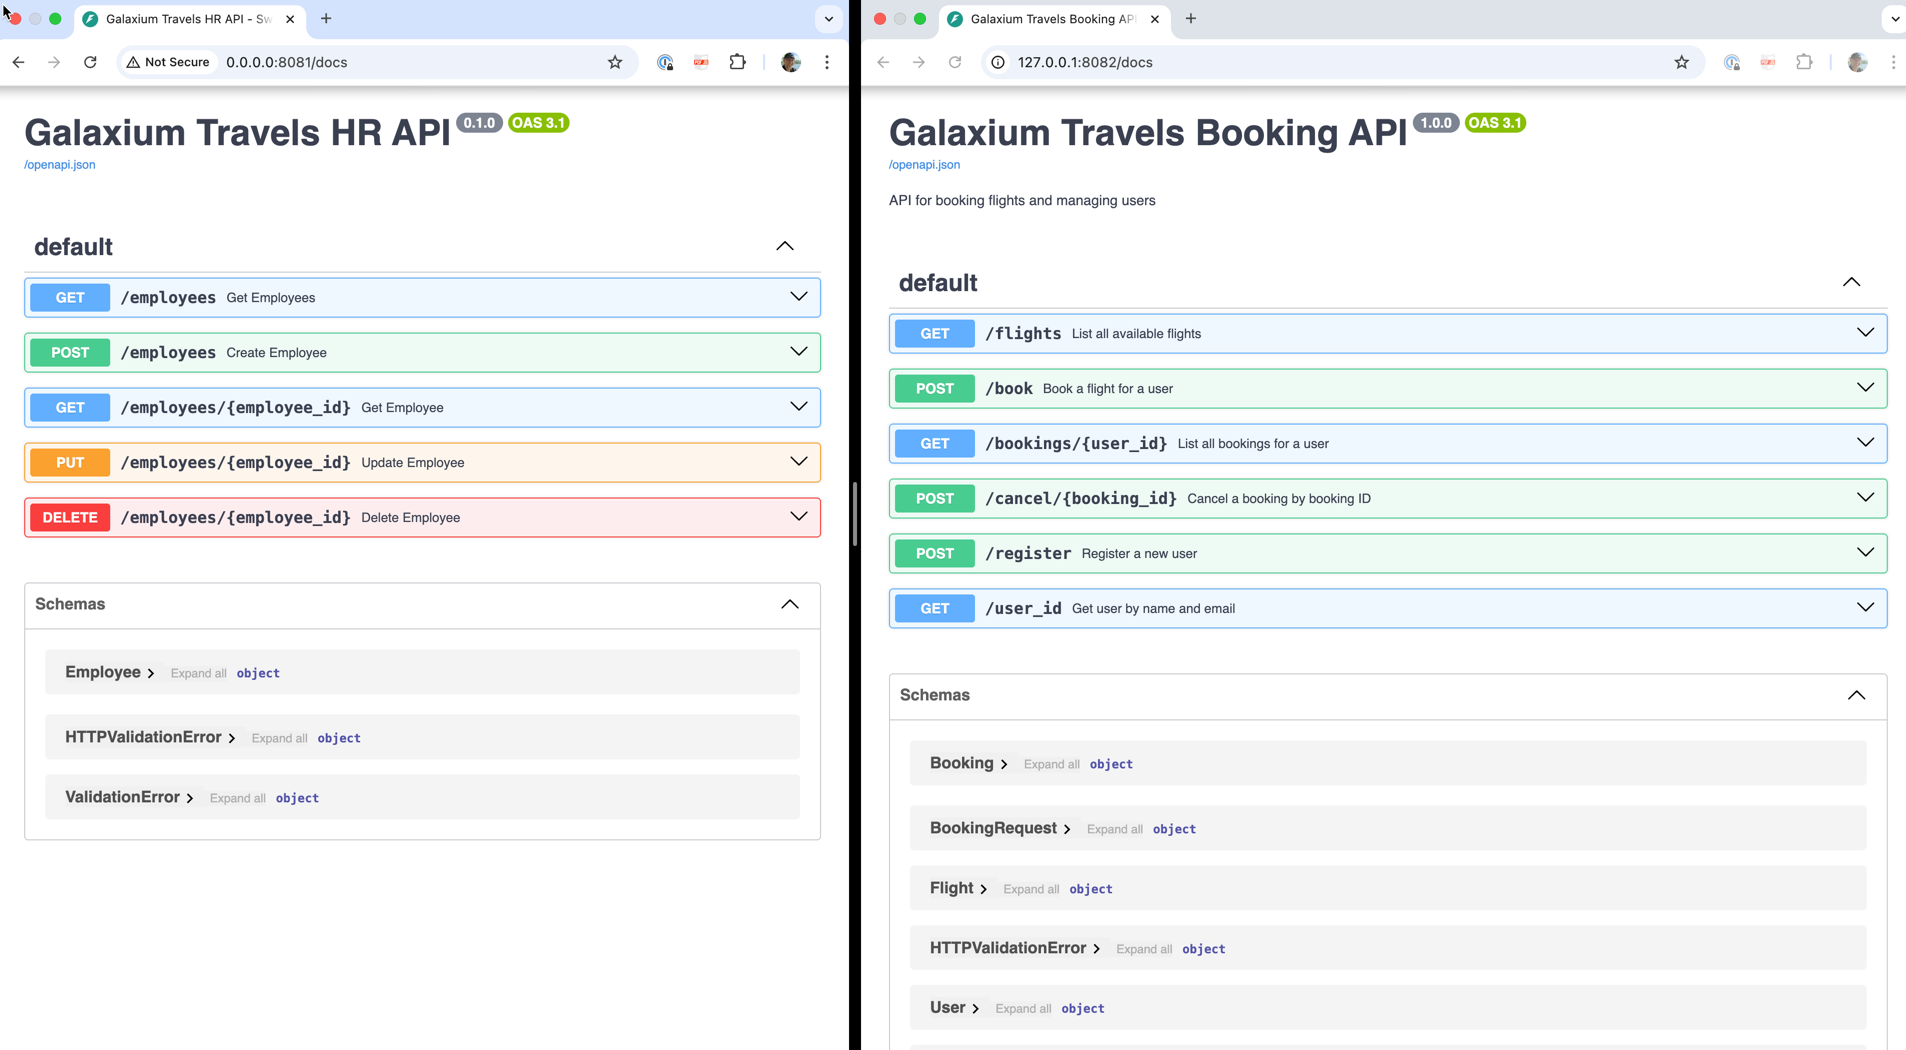 Galaxium Travels HR API - Sw
Not Secure 0.0.0.0:8081/docs
Galaxium Travels HR API 0.1.0 OAS 3.1
/openapi.json
default
GET /employees Get Employees
POST /employees Create Employee
GET /employees/{employee_id} Get Employee
PUT /employees/{employee_id} Update Employee
DELETE /employees/{employee_id} Delete Employee
Schemas
Employee Expand all object
HTTPValidationError Expand all object
ValidationError Expand all object
Galaxium Travels Booking AP
127.0.0.1:8082/docs
Galaxium Travels Booking API 1.0.0 OAS 3.1
/openapi.json
API for booking flights and managing users
default
GET /flights List all available flights
POST /book Book a flight for a user
GET /bookings/{user_id} List all bookings for a user
POST /cancel/{booking_id} Cancel a booking by booking ID
POST /register Register a new user
GET /user_id Get user by name and email
Schemas
Booking Expand all object
BookingRequest Expand all object
Flight Expand all object
HTTPValidationError Expand all object
User Expand all object